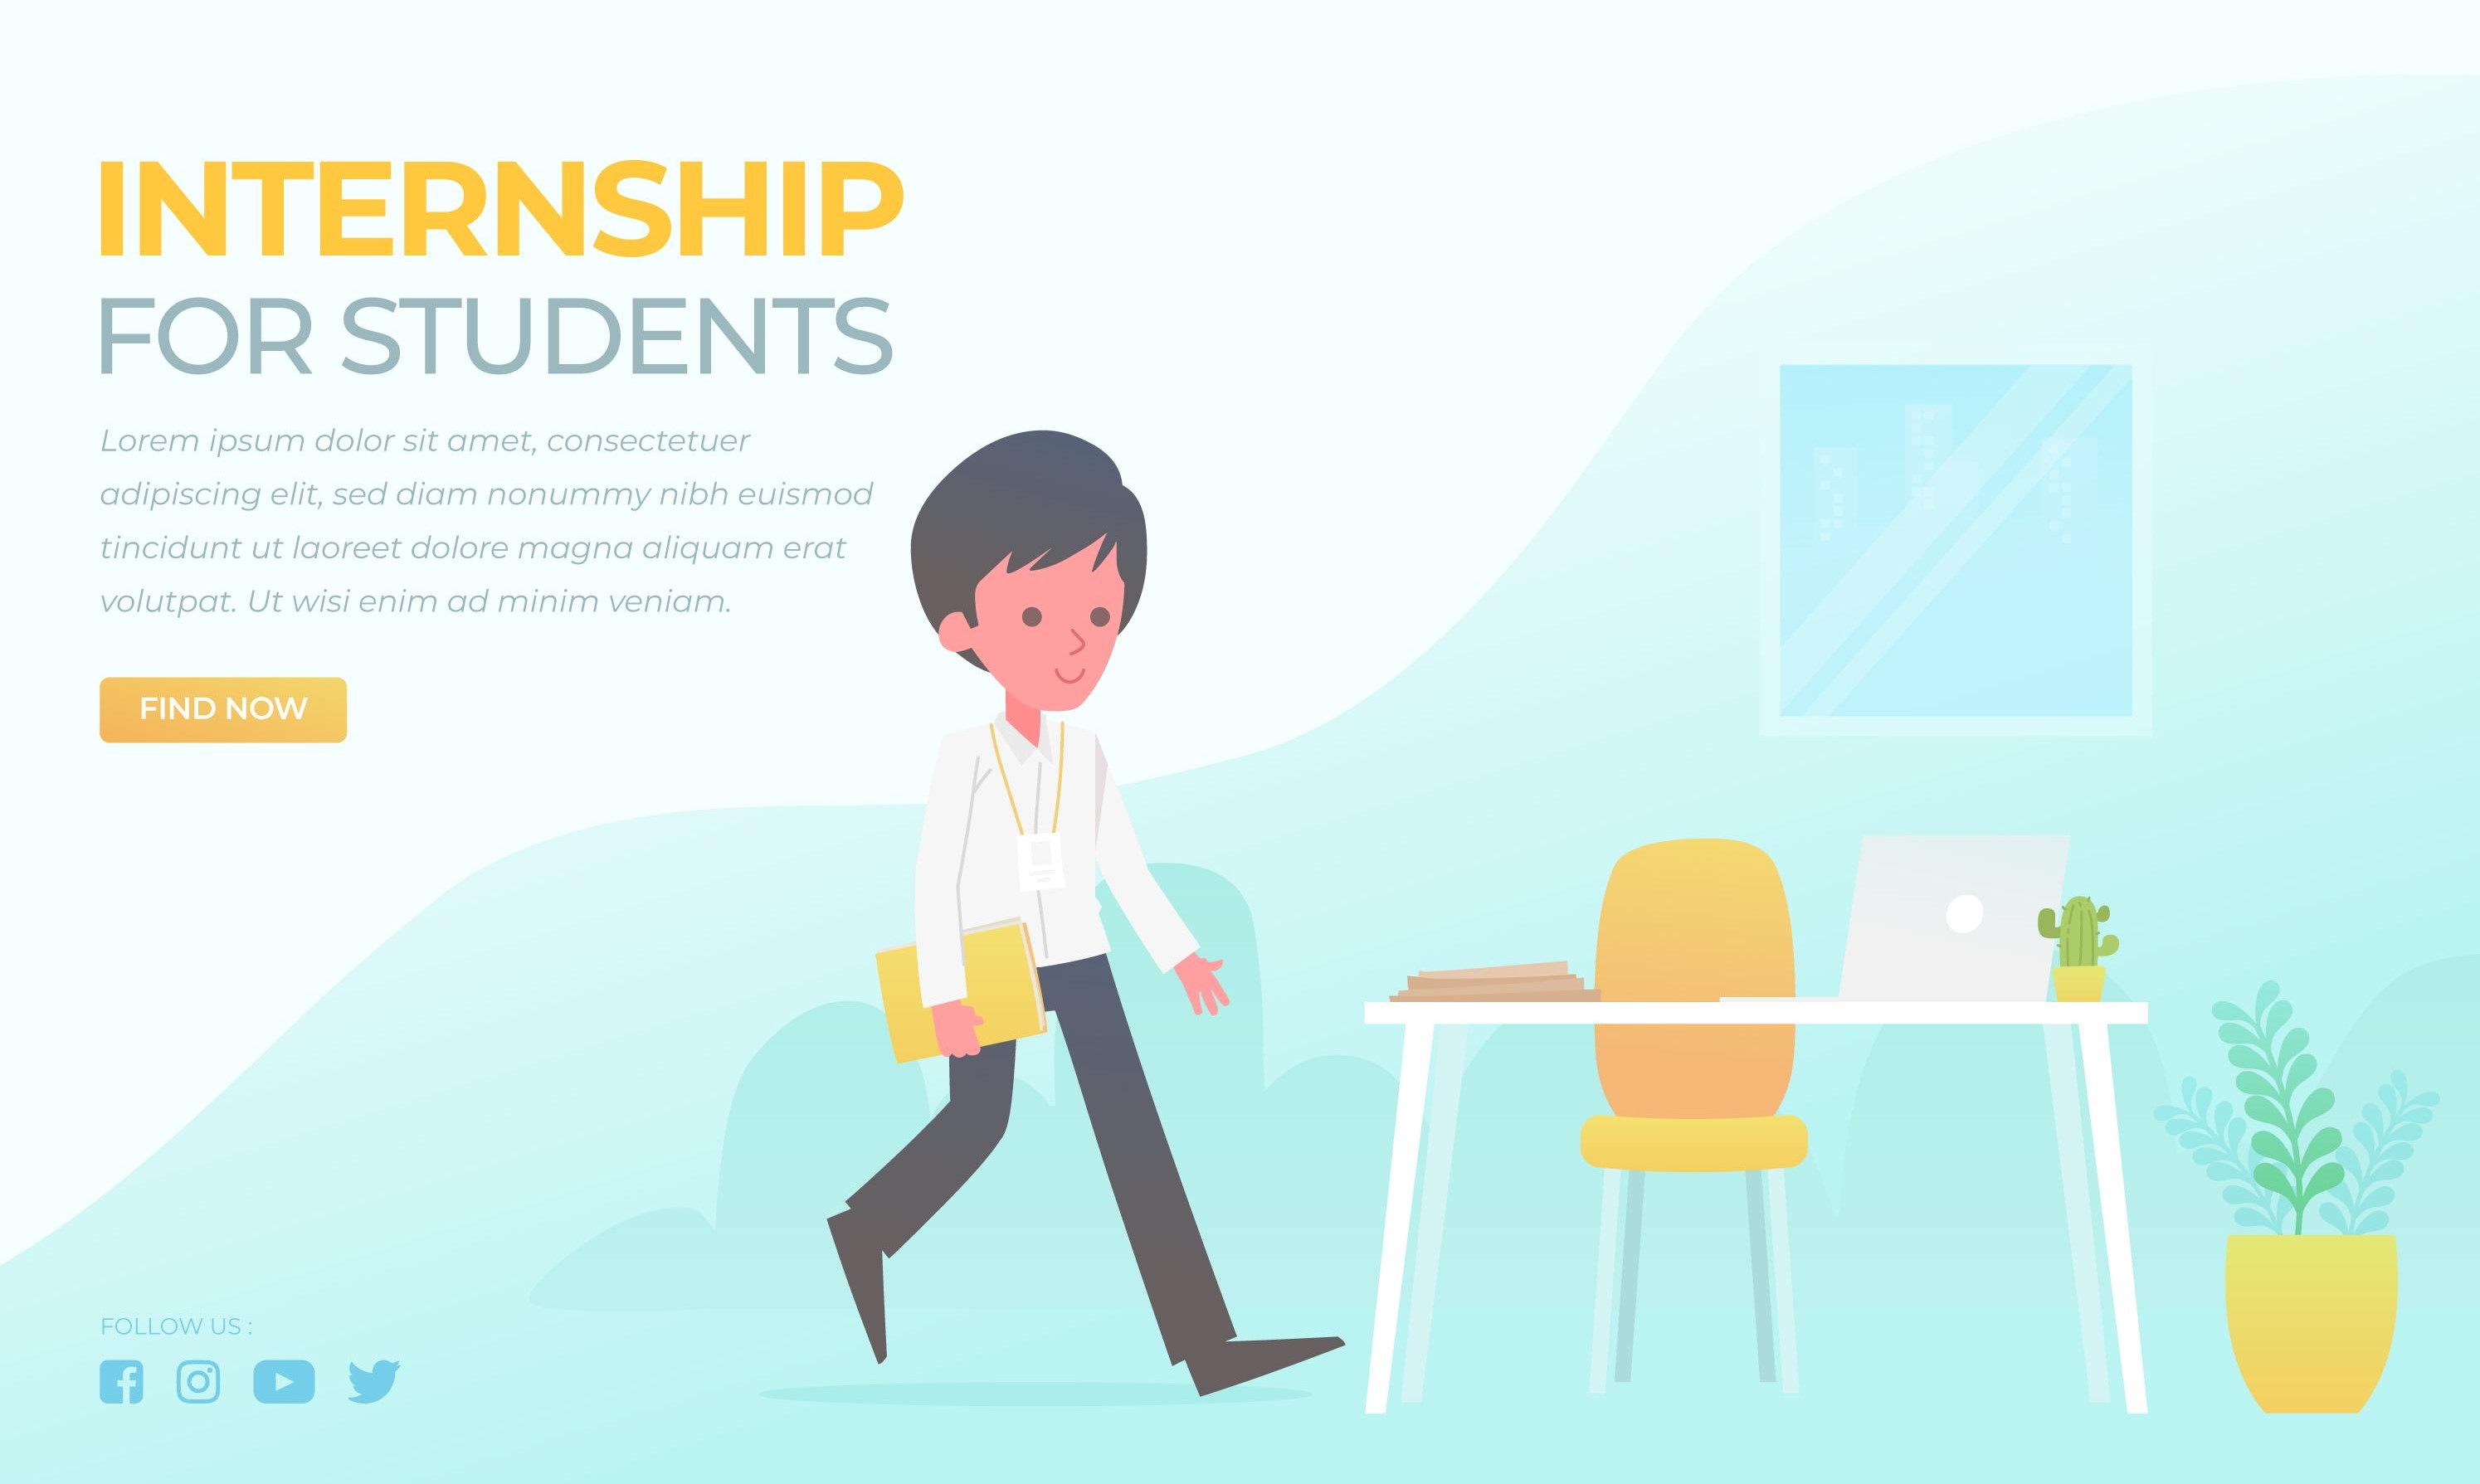 INTERNSHIP
FOR STUDENTS
Lorem ipsum dolor sit amet, consectetuer
adipiscing elit, sed diam nonummy nibh euismod
tincidunt ut laoreet dolore magna aliquam erat
volutpat. Ut wisi enim ad minim veniam.
FIND NOW
FOLLOW US :